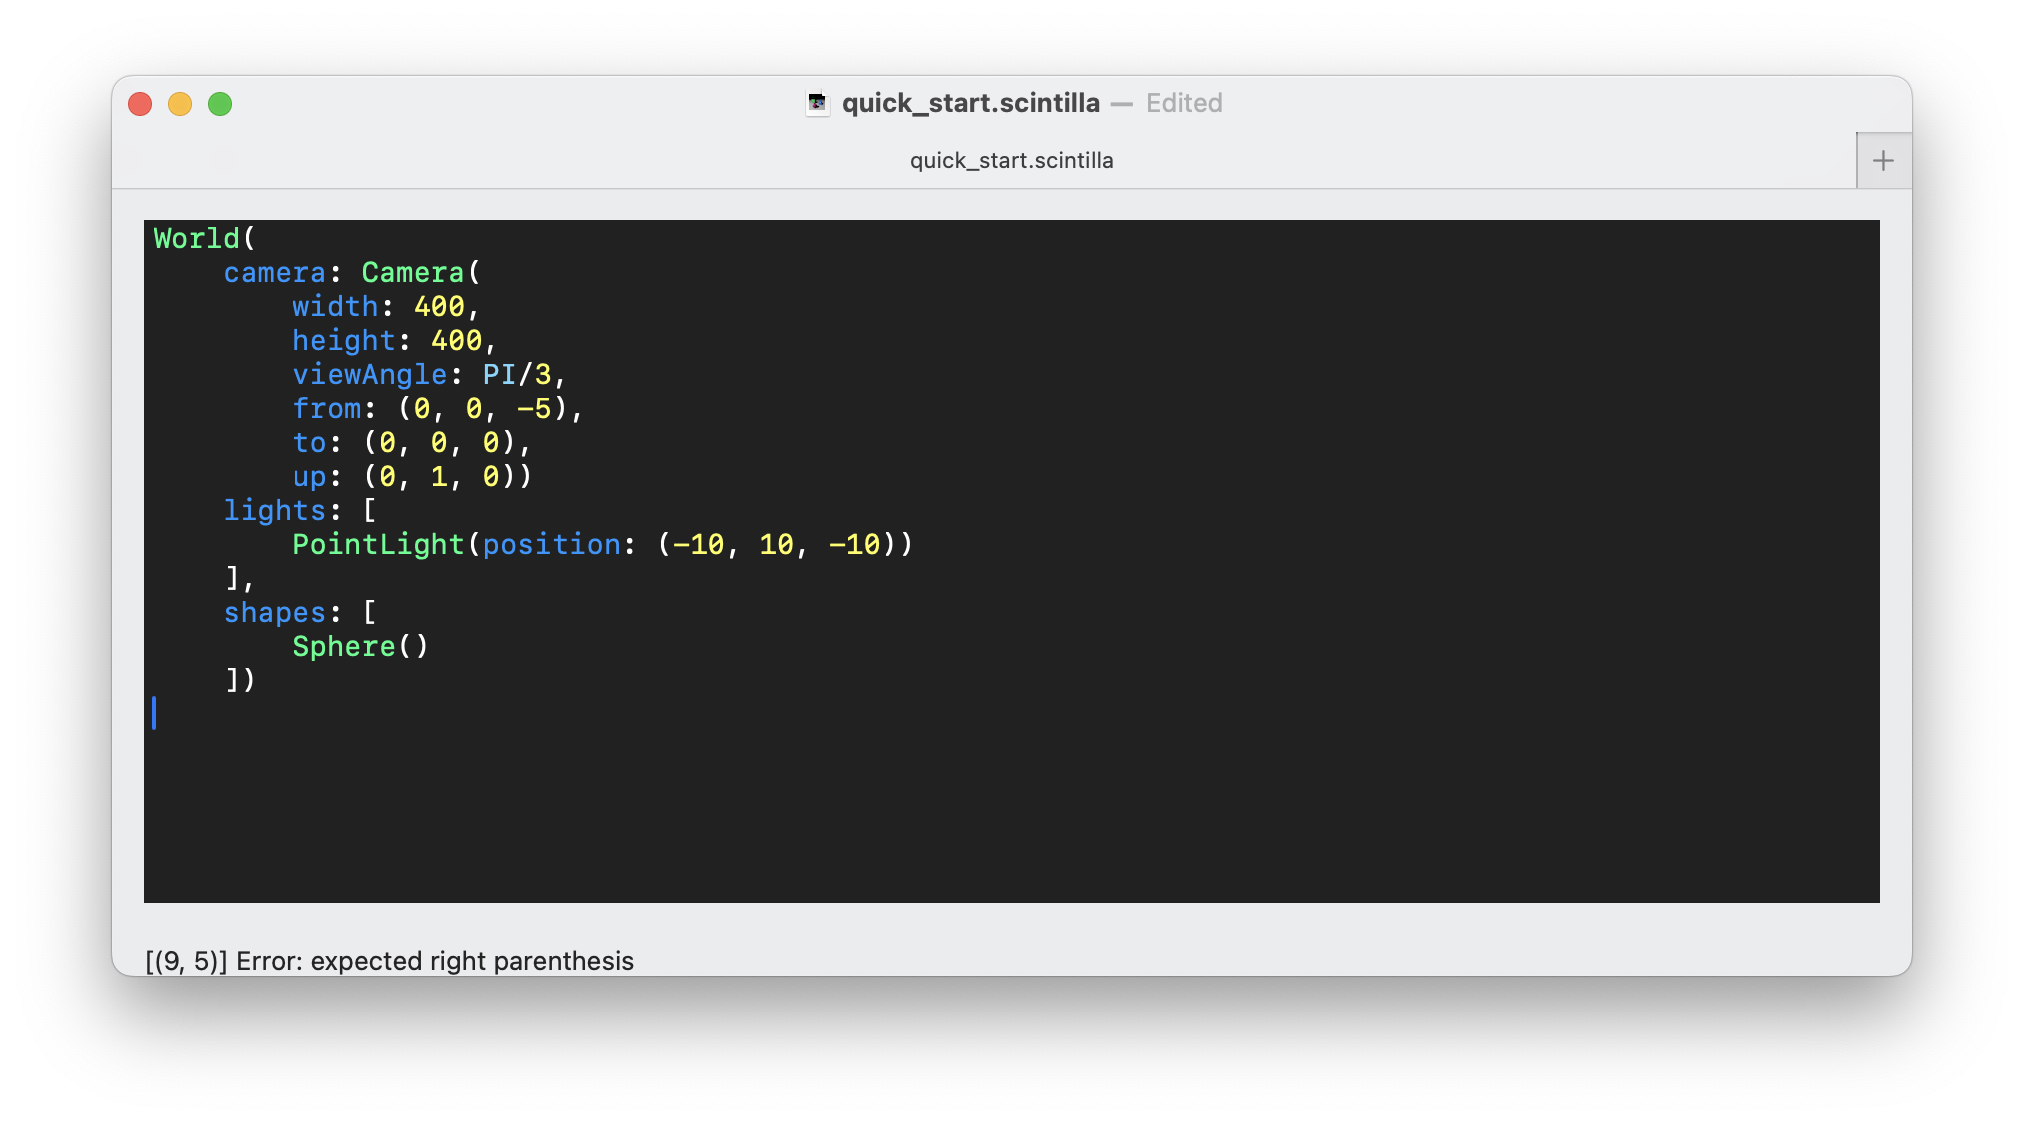 quick_start.scintilla — Edited
quick_start.scintilla
World(
    camera: Camera(
        width: 400,
        height: 400,
        viewAngle: PI/3,
        from: (0, 0, -5),
        to: (0, 0, 0),
        up: (0, 1, 0))
    lights: [
        PointLight(position: (-10, 10, -10))
    ],
    shapes: [
        Sphere()
    ])
[(9, 5)] Error: expected right parenthesis